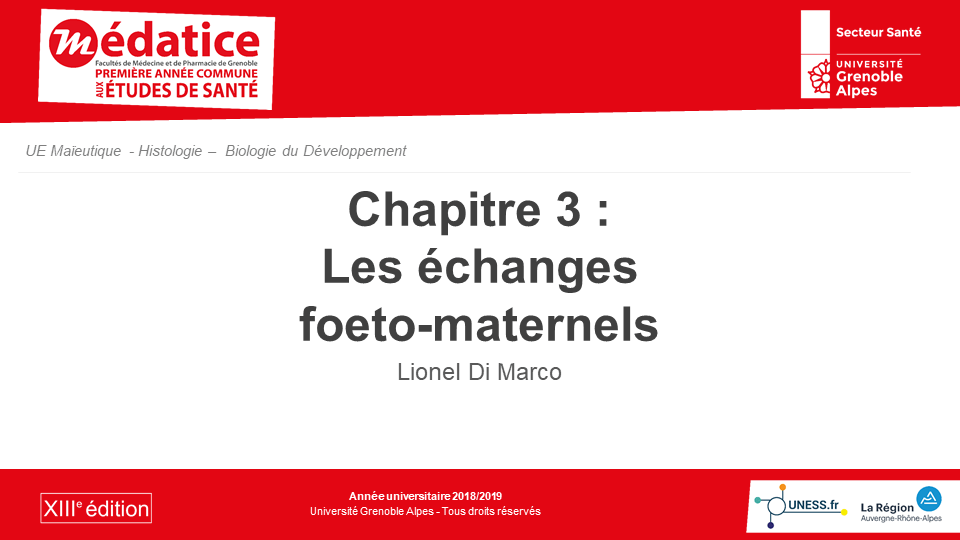 médatice
Facultés de Médecine et de Pharmacie de Grenoble
PREMIÈRE ANNÉE COMMUNE
AUX ÉTUDES DE SANTÉ
Secteur Santé
UNIVERSITÉ
Grenoble
Alpes
UE Maïeutique - Histologie – Biologie du Développement
Chapitre 3 :
Les échanges
foeto-maternels
Lionel Di Marco
XIIIe édition
Année universitaire 2018/2019
Université Grenoble Alpes - Tous droits réservés
UNESS.fr
La Région
Auvergne-Rhône-Alpes